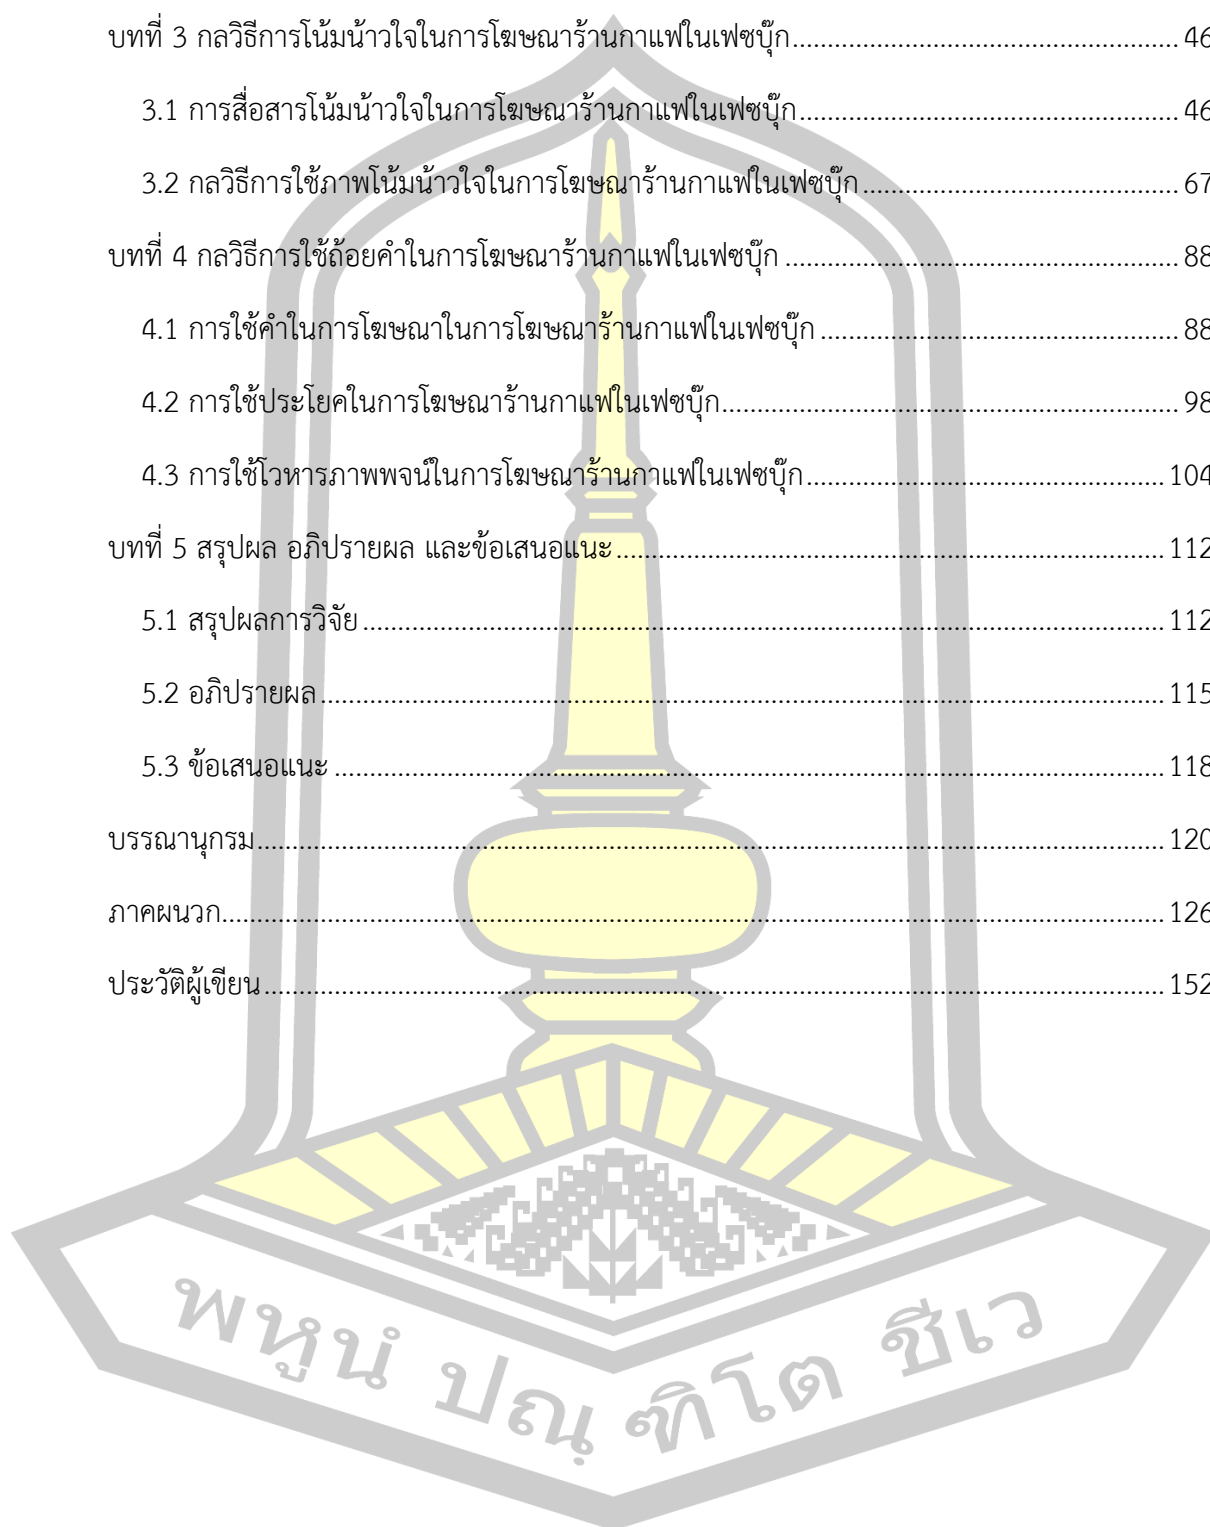 บทที่ 3 กลวิธีการโน้มน้าวใจในการโฆษณาร้านกาแฟในเฟซบุ๊ก.................................................... 46
3.1 การสื่อสารโน้มน้าวใจในการโฆษณาร้านกาแฟในเฟซบุ๊ก.................................................... 46
3.2 กลวิธีการใช้ภาพโน้มน้าวใจในการโฆษณาร้านกาแฟในเฟซบุ๊ก........................................... 67
บทที่ 4 กลวิธีการใช้ถ้อยคำในการโฆษณาร้านกาแฟในเฟซบุ๊ก ..................................................... 88
4.1 การใช้คำในการโฆษณาในการโฆษณาร้านกาแฟในเฟซบุ๊ก ................................................ 88
4.2 การใช้ประโยคในการโฆษณาร้านกาแฟในเฟซบุ๊ก.............................................................. 98
4.3 การใช้โวหารภาพพจน์ในการโฆษณาร้านกาแฟในเฟซบุ๊ก................................................. 104
บทที่ 5 สรุปผล อภิปรายผล และข้อเสนอแนะ......................................................................... 112
5.1 สรุปผลการวิจัย ........................................................................................................... 112
5.2 อภิปรายผล ................................................................................................................. 115
5.3 ข้อเสนอแนะ ............................................................................................................... 118
บรรณานุกรม............................................................................................................................ 120
ภาคผนวก................................................................................................................................. 126
ประวัติผู้เขียน........................................................................................................................... 152
พหูนํ ปณฺฑิโต ชีเว